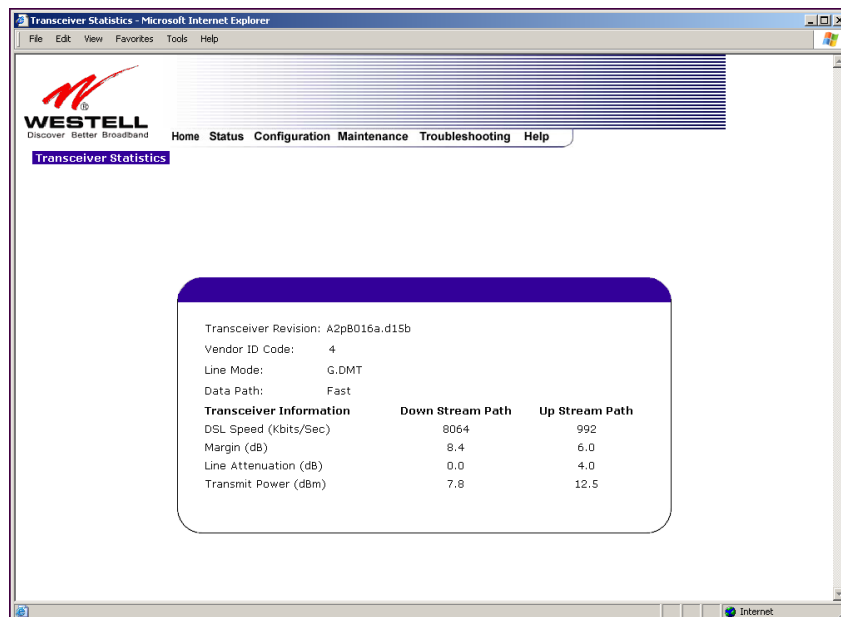 Transceiver Statistics - Microsoft Internet Explorer
File Edit View Favorites Tools Help
®
WESTELL
Discover Better Broadband
Home Status Configuration Maintenance Troubleshooting Help
Transceiver Statistics
Transceiver Revision: A2pB016a.d15b
Vendor ID Code: 4
Line Mode: G.DMT
Data Path: Fast
Transceiver Information Down Stream Path Up Stream Path
DSL Speed (Kbits/Sec) 8064 992
Margin (dB) 8.4 6.0
Line Attenuation (dB) 0.0 4.0
Transmit Power (dBm) 7.8 12.5
Internet